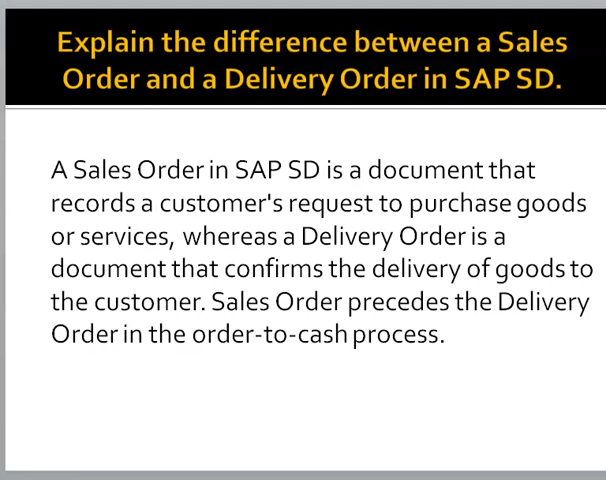 Explain the difference between a Sales
Order and a Delivery Order in SAP SD.
A Sales Order in SAP SD is a document that
records a customer's request to purchase goods
or services, whereas a Delivery Order is a
document that confirms the delivery of goods to
the customer. Sales Order precedes the Delivery
Order in the order-to-cash process.